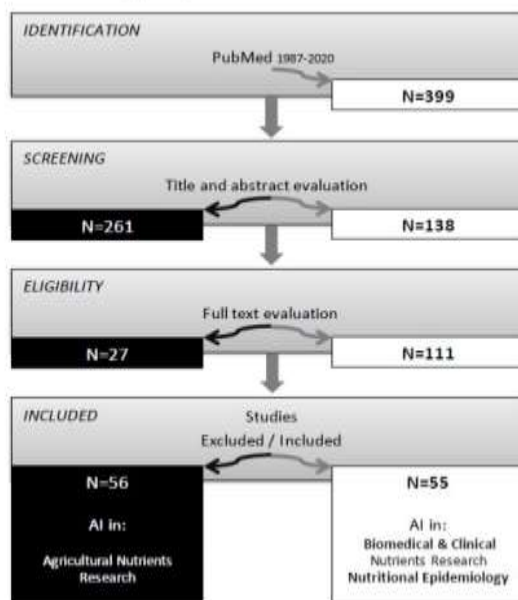 IDENTIFICATION
PubMed 1987-2020
N=399
SCREENING
Title and abstract evaluation
N=261
N=138
ELIGIBILITY
Full text evaluation
N=27
N=111
INCLUDED
Studies
Excluded / Included
N=56
AI in:
Agricultural Nutrients
Research
N=55
AI in:
Biomedical & Clinical
Nutrients Research
Nutritional Epidemiology